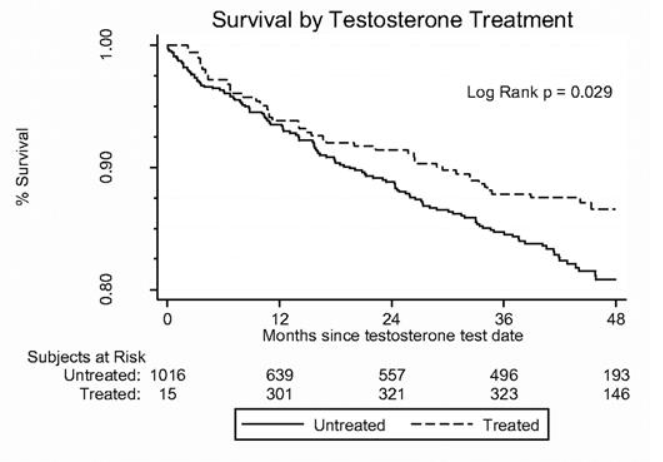 Survival by Testosterone Treatment
Log Rank p = 0.029
% Survival
1.00
0.90
0.80
0 12 24 36 48
Months since testosterone test date
Subjects at Risk
Untreated: 1016 639 557 496 193
Treated: 15 301 321 323 146
Untreated Treated